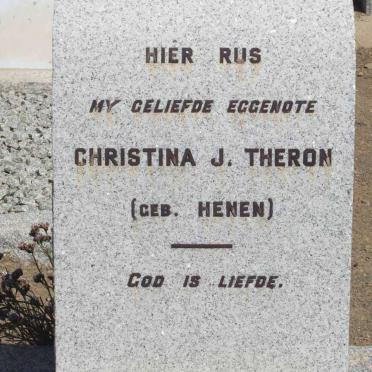 HIER RUS
MY GELIEFDE EGGENOTE
CHRISTINA J. THERON
(GEB. HENEN)
GOD IS LIEFDE.